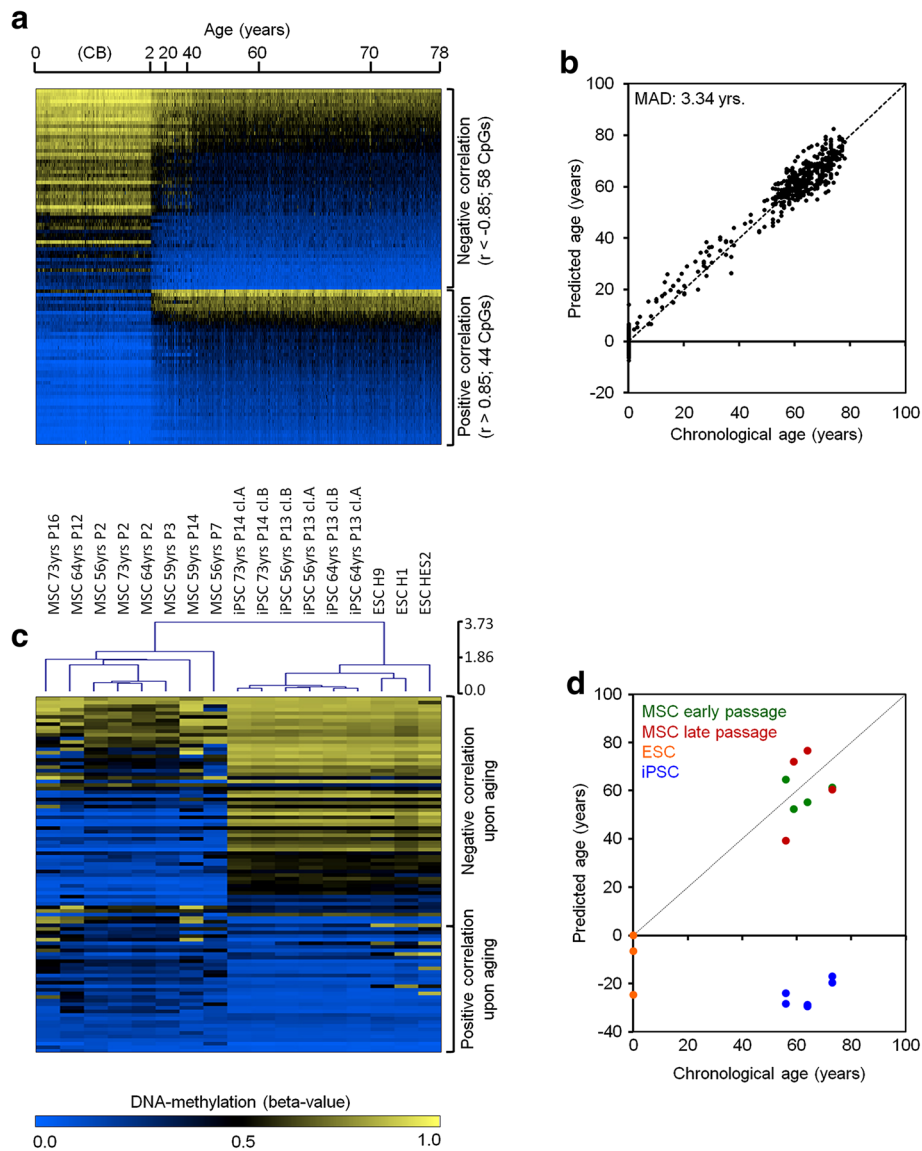 a
Age (years)
0 (CB) 2 20 40 60 70 78
Negative correlation
(r < -0.85; 58 CpGs)
Positive correlation
(r > 0.85; 44 CpGs)
b
MAD: 3.34 yrs.
Predicted age (years)
100
80
60
40
20
0
-20
0 20 40 60 80 100
Chronological age (years)
c
MSC 73yrs P16
MSC 64yrs P12
MSC 56yrs P2
MSC 73yrs P2
MSC 64yrs P2
MSC 59yrs P3
MSC 59yrs P14
MSC 56yrs P7
iPSC 73yrs P14 cl.A
iPSC 73yrs P14 cl.B
iPSC 56yrs P13 cl.B
iPSC 56yrs P13 cl.A
iPSC 64yrs P13 cl.B
iPSC 64yrs P13 cl.A
ESC H9
ESC H1
ESC HES2
3.73
1.86
0.0
Negative correlation
upon aging
Positive correlation
upon aging
DNA-methylation (beta-value)
0.0 0.5 1.0
d
MSC early passage
MSC late passage
ESC
iPSC
Predicted age (years)
100
80
60
40
20
0
-20
-40
0 20 40 60 80 100
Chronological age (years)